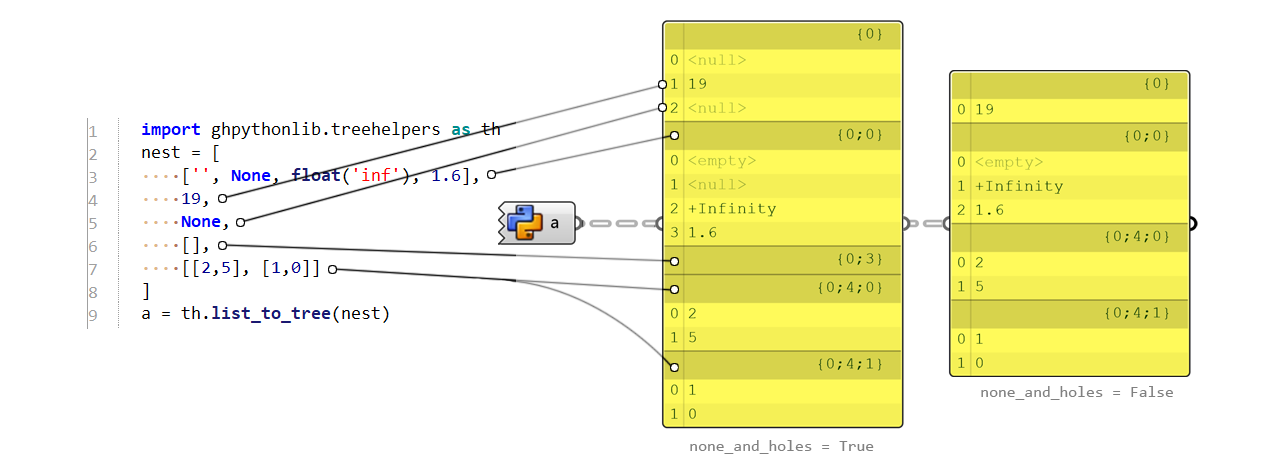 1 import ghpythonlib.treehelpers as th
2 nest = [
3 ····['', None, float('inf'), 1.6],
4 ····19,
5 ····None,
6 ····[],
7 ····[[2,5], [1,0]]
8 ]
9 a = th.list_to_tree(nest)
a
{0}
0 <null>
1 19
2 <null>
{0;0}
0 <empty>
1 <null>
2 +Infinity
3 1.6
{0;3}
{0;4;0}
0 2
1 5
{0;4;1}
0 1
1 0
none_and_holes = True
{0}
0 19
{0;0}
0 <empty>
1 +Infinity
2 1.6
{0;4;0}
0 2
1 5
{0;4;1}
0 1
1 0
none_and_holes = False